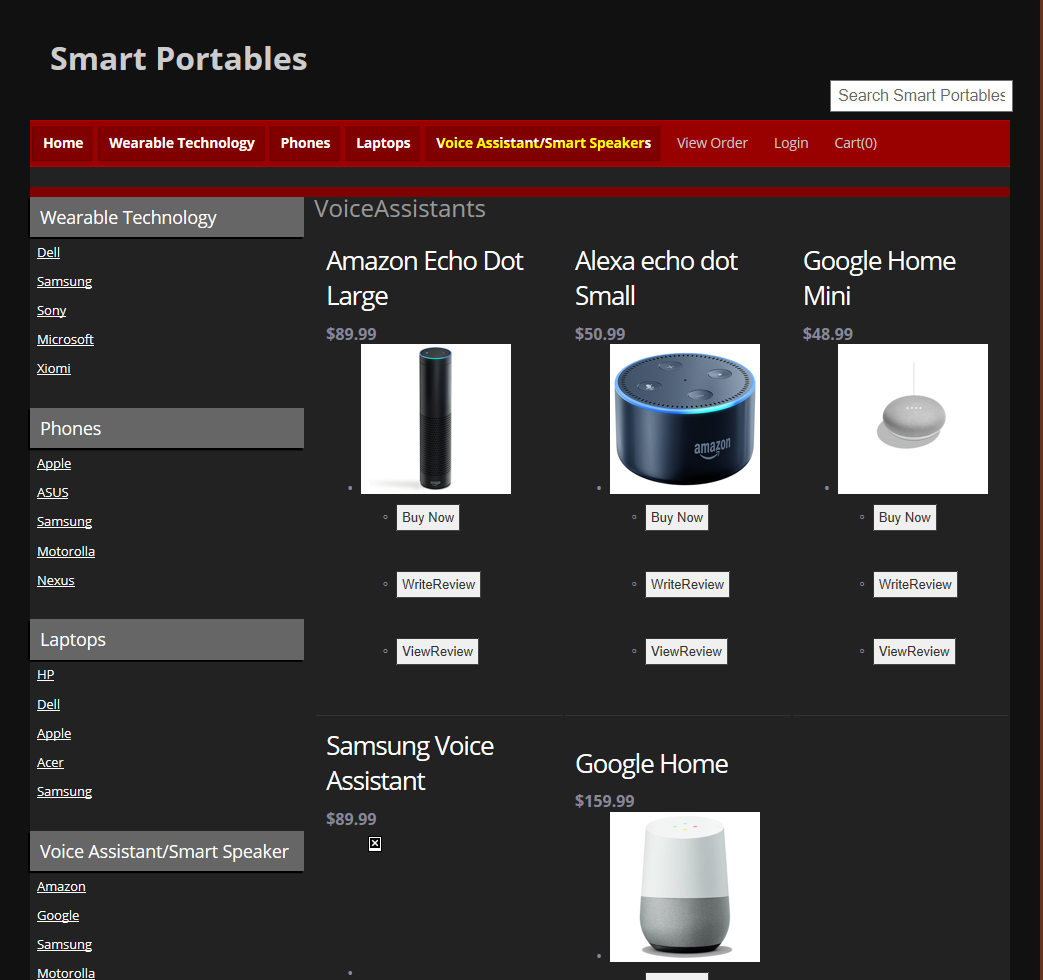 Smart Portables
Search Smart Portables
Home Wearable Technology Phones Laptops Voice Assistant/Smart Speakers View Order Login Cart(0)
Wearable Technology
Dell
Samsung
Sony
Microsoft
Xiomi
Phones
Apple
ASUS
Samsung
Motorolla
Nexus
Laptops
HP
Dell
Apple
Acer
Samsung
Voice Assistant/Smart Speaker
Amazon
Google
Samsung
Motorolla
VoiceAssistants
Amazon Echo Dot
Large
$89.99
Buy Now
WriteReview
ViewReview
Alexa echo dot
Small
$50.99
amazon
Buy Now
WriteReview
ViewReview
Google Home
Mini
$48.99
Buy Now
WriteReview
ViewReview
Samsung Voice
Assistant
$89.99
Google Home
$159.99